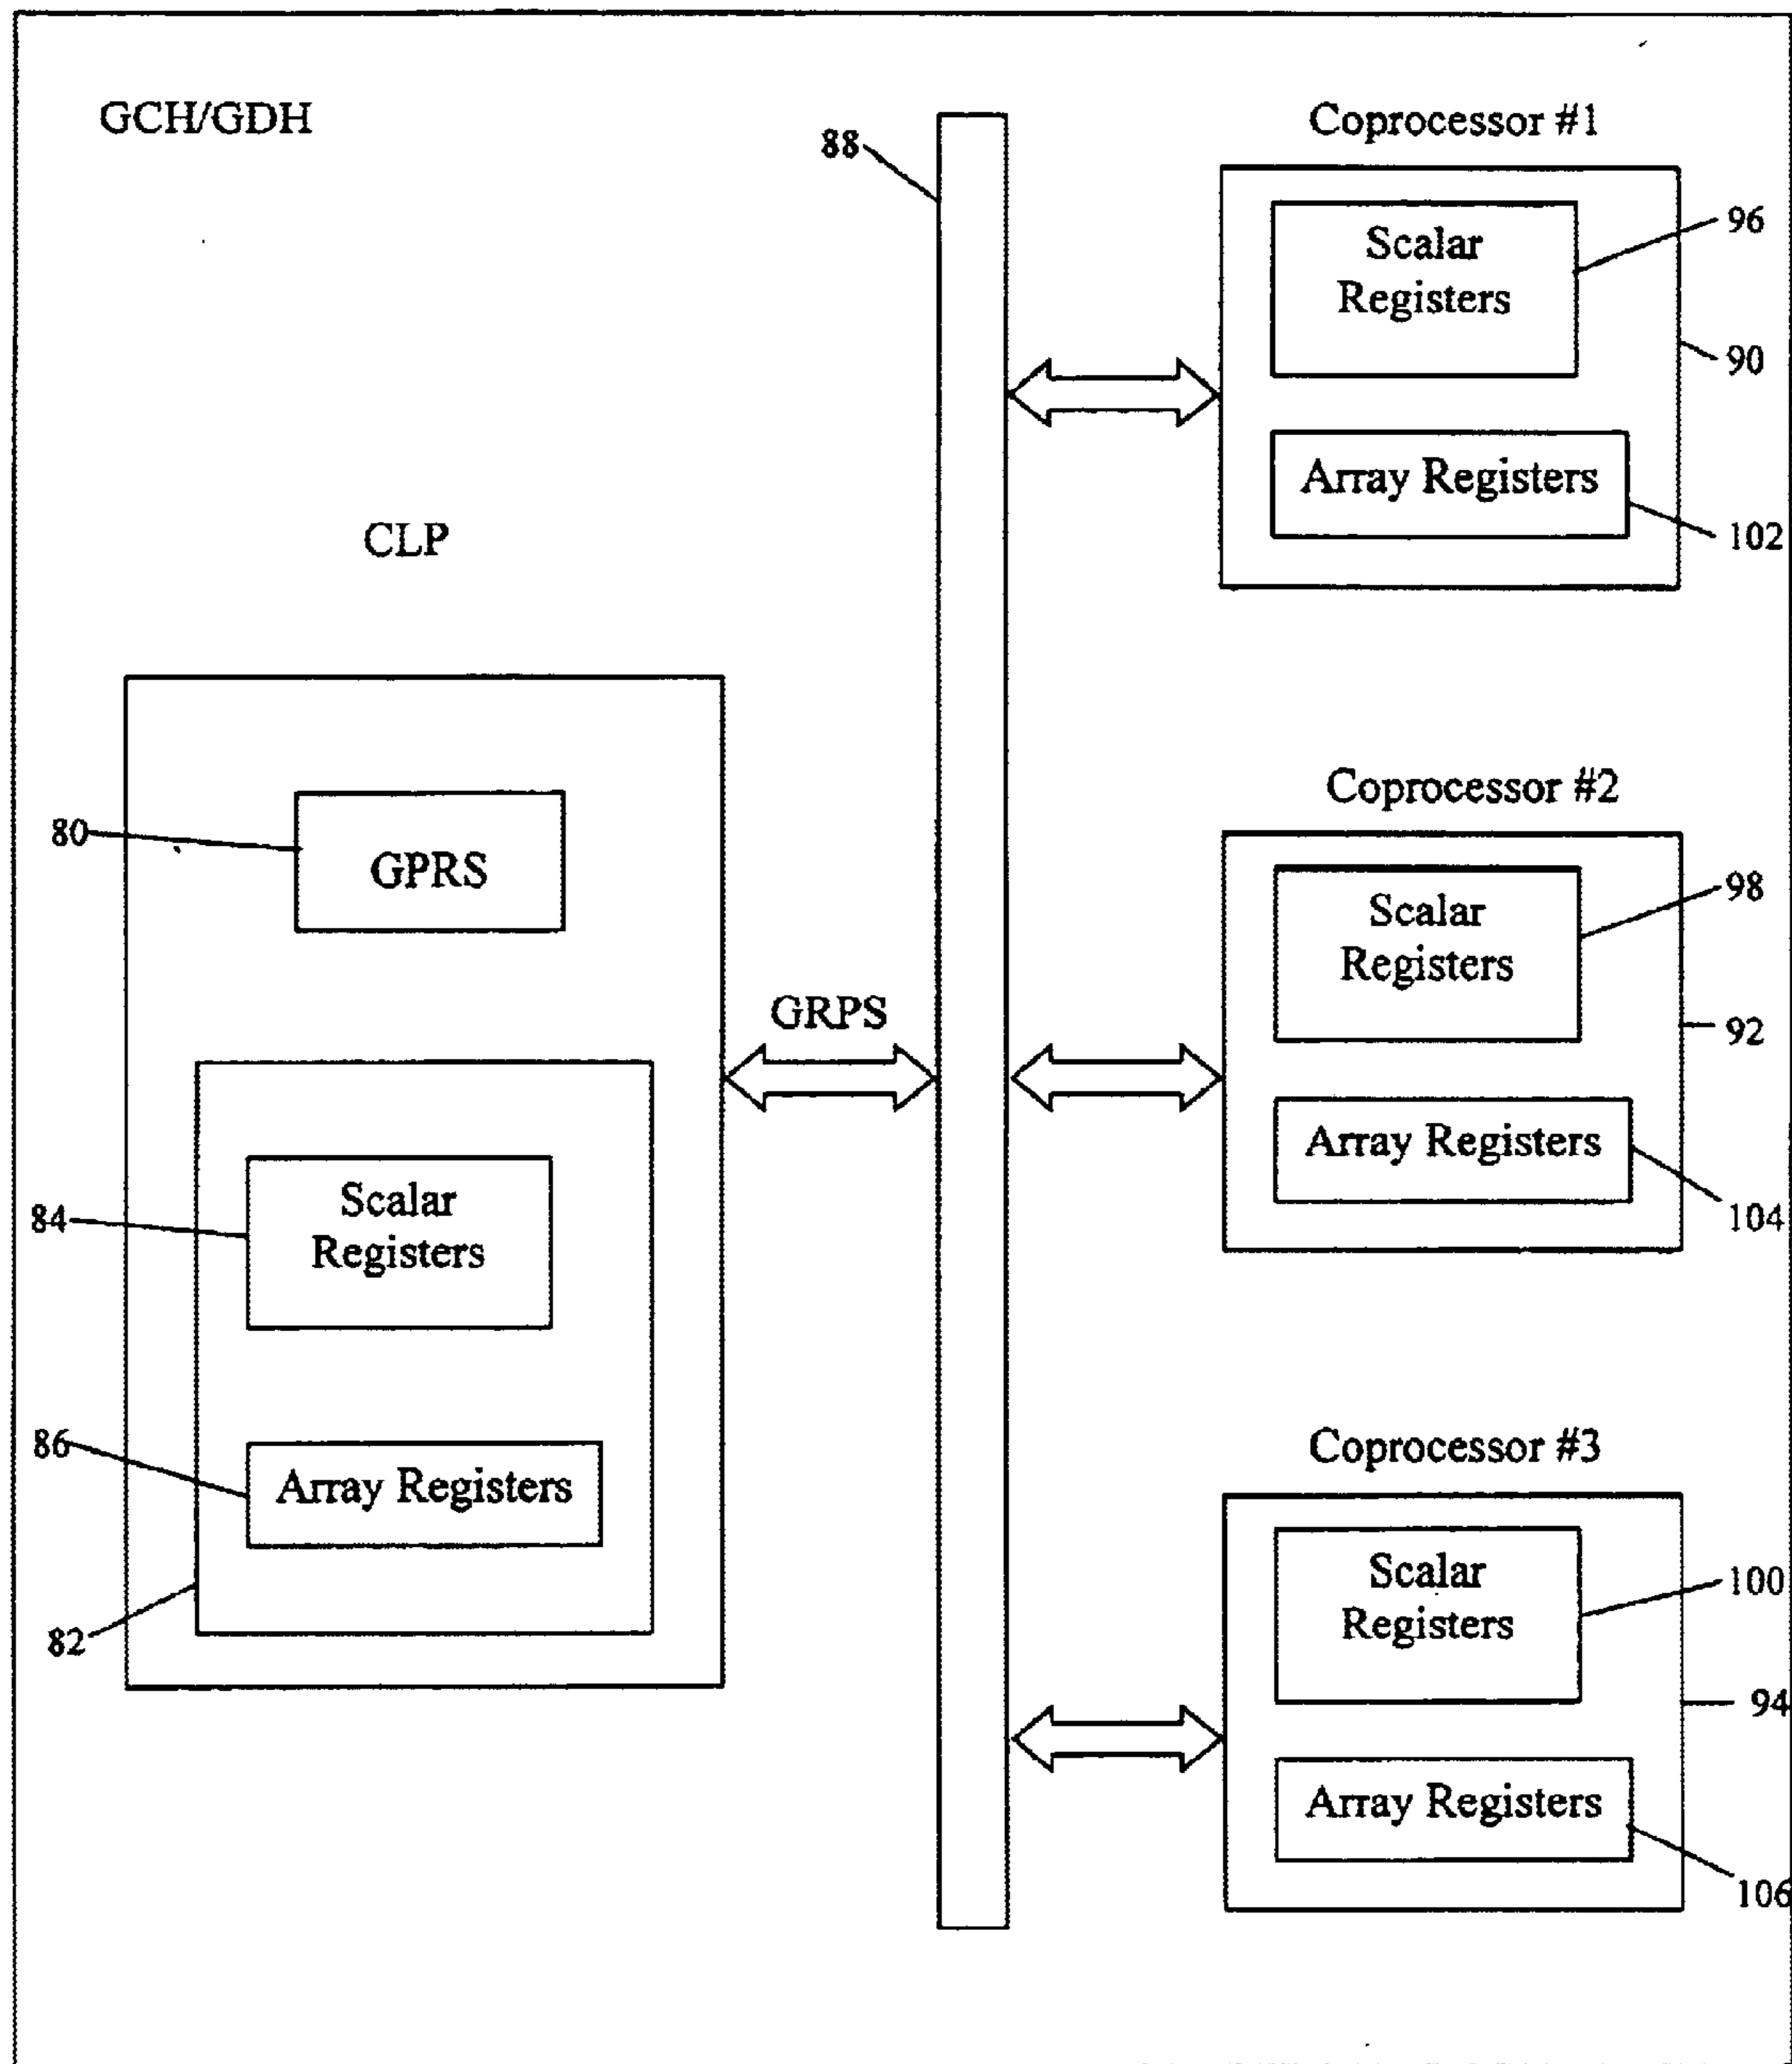 GCH/GDH
CLP
80
GPRS
84
Scalar
Registers
86
Array Registers
82
GRPS
88
Coprocessor #1
Scalar
Registers
96
90
Array Registers
102
Coprocessor #2
Scalar
Registers
98
92
Array Registers
104
Coprocessor #3
Scalar
Registers
100
94
Array Registers
106